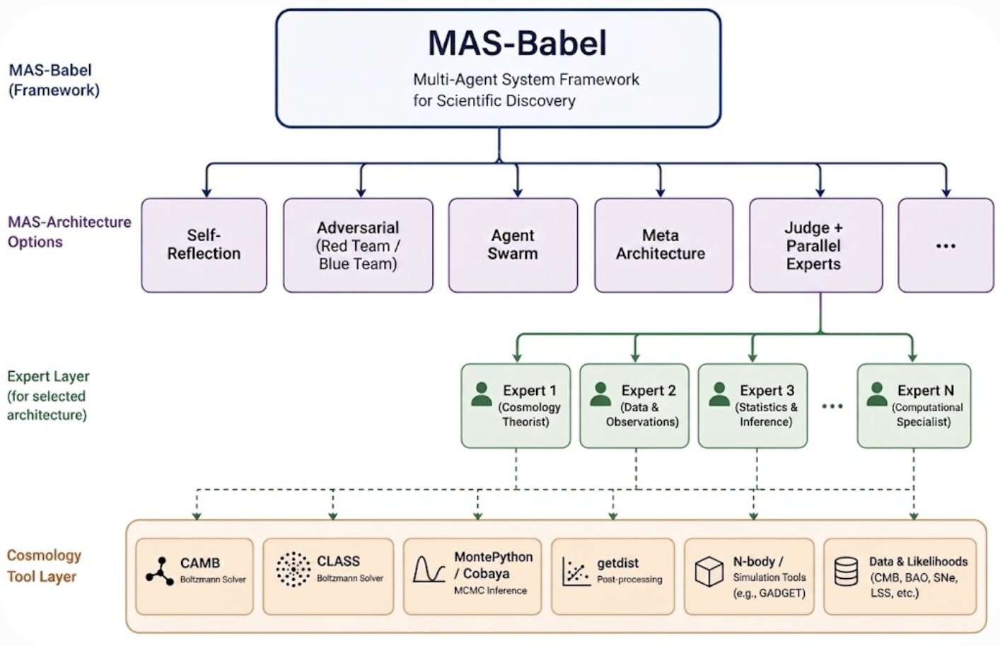 MAS-Babel
Multi-Agent System Framework
for Scientific Discovery
MAS-Babel
(Framework)
MAS-Architecture
Options
Self-
Reflection
Adversarial
(Red Team /
Blue Team)
Agent
Swarm
Meta
Architecture
Judge +
Parallel
Experts
...
Expert Layer
(for selected
architecture)
Expert 1
(Cosmology
Theorist)
Expert 2
(Data &
Observations)
Expert 3
(Statistics &
Inference)
...
Expert N
(Computational
Specialist)
Cosmology
Tool Layer
CAMB
Boltzmann Solver
CLASS
Boltzmann Solver
MontePython
/ Cobaya
MCMC Inference
getdist
Post-processing
N-body /
Simulation Tools
(e.g., GADGET)
Data & Likelihoods
(CMB, BAO, SNe,
LSS, etc.)